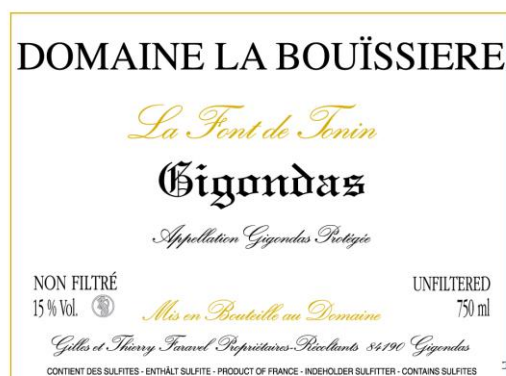 DOMAINE LA BOUÏSSIERE
La Font de Tonin
Gigondas
Appellation Gigondas Protégée
NON FILTRÉ
UNFILTERED
15 % Vol.
750 ml
Mis en Bouteille au Domaine
Gilles et Thierry Faravel Propriétaires-Récoltants 84190 Gigondas
CONTIENT DES SULFITES - ENTHÄLT SULFITE - PRODUCT OF FRANCE - INDEHOLDER SULFITTER - CONTAINS SULFITES